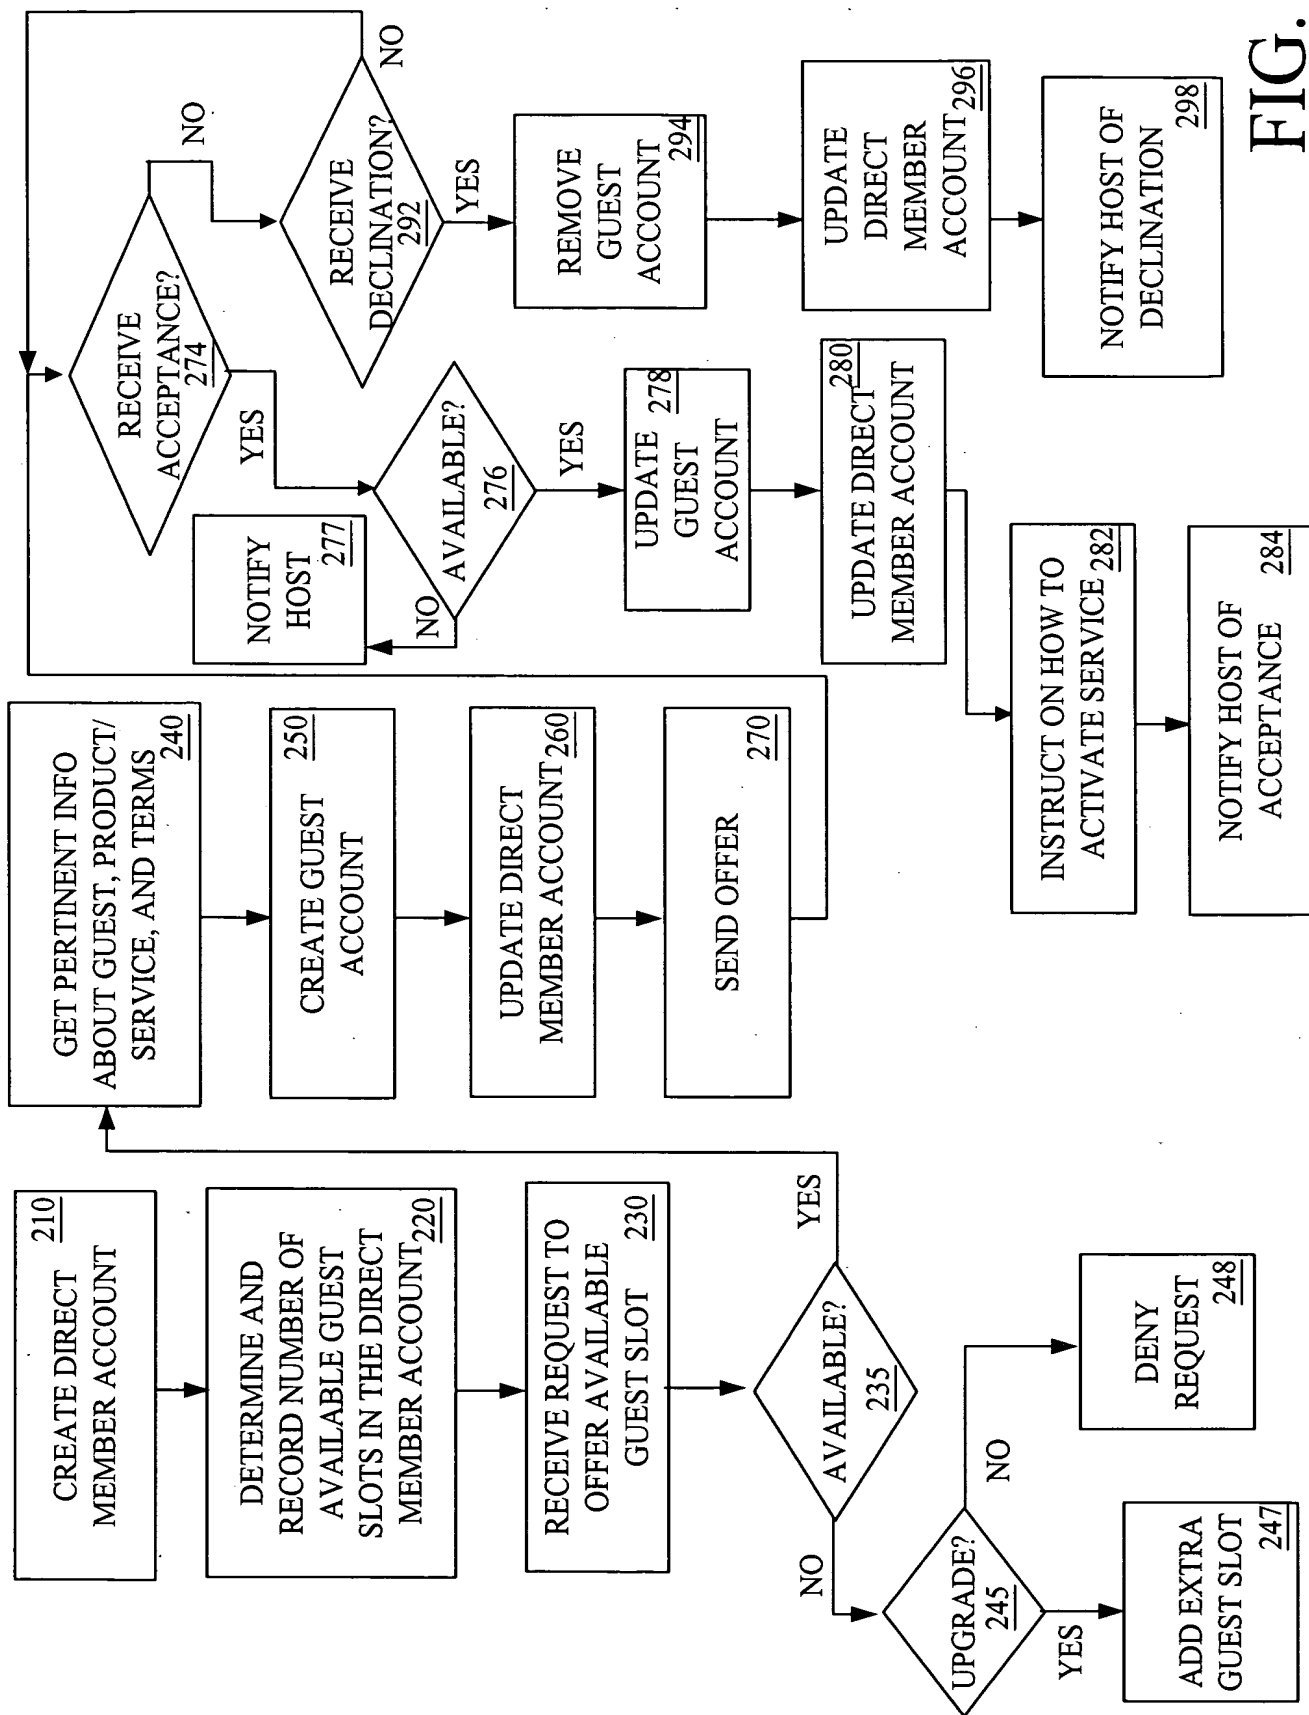 CREATE DIRECT
MEMBER ACCOUNT
210
DETERMINE AND
RECORD NUMBER OF
AVAILABLE GUEST
SLOTS IN THE DIRECT
MEMBER ACCOUNT
220
RECEIVE REQUEST TO
OFFER AVAILABLE
GUEST SLOT
230
AVAILABLE?
235
YES
NO
UPGRADE?
245
NO
YES
ADD EXTRA
GUEST SLOT
247
DENY
REQUEST
248
GET PERTINENT INFO
ABOUT GUEST, PRODUCT/
SERVICE, AND TERMS
240
CREATE GUEST
ACCOUNT
250
UPDATE DIRECT
MEMBER ACCOUNT
260
SEND OFFER
270
RECEIVE
ACCEPTANCE?
274
NO
YES
AVAILABLE?
276
NO
NOTIFY
HOST
277
YES
UPDATE
GUEST
ACCOUNT
278
UPDATE DIRECT
MEMBER ACCOUNT
280
INSTRUCT ON HOW TO
ACTIVATE SERVICE
282
NOTIFY HOST OF
ACCEPTANCE
284
RECEIVE
DECLINATION?
292
NO
YES
REMOVE
GUEST
ACCOUNT
294
UPDATE
DIRECT
MEMBER
ACCOUNT
296
NOTIFY HOST OF
DECLINATION
298
FIG.